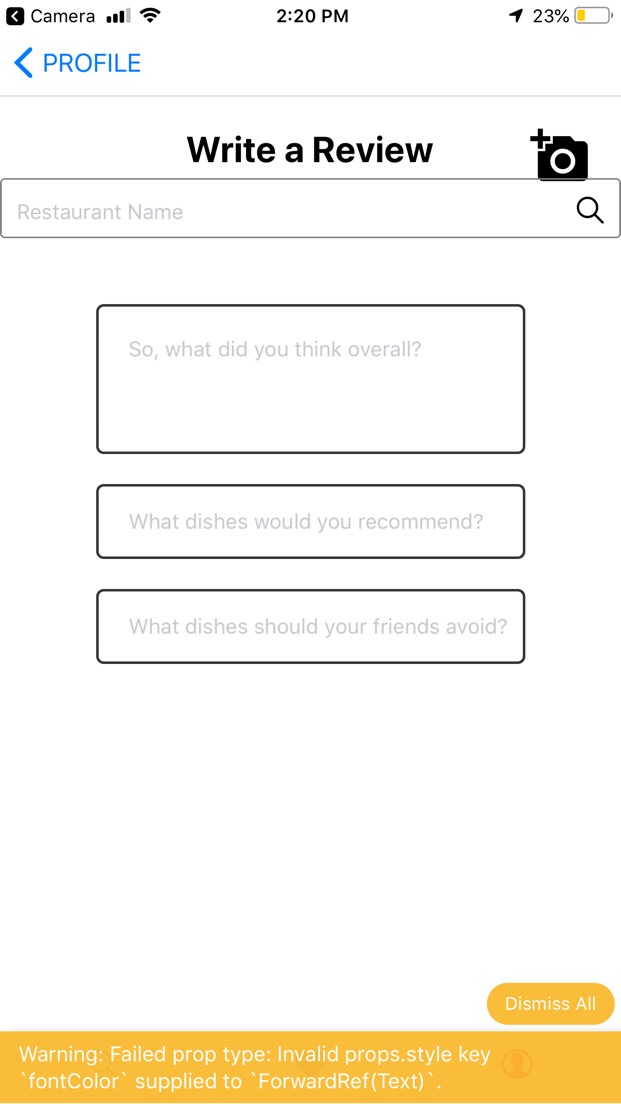 Camera 2:20 PM 23%
PROFILE
Write a Review
Restaurant Name
So, what did you think overall?
What dishes would you recommend?
What dishes should your friends avoid?
Dismiss All
Warning: Failed prop type: Invalid props.style key
`fontColor` supplied to `ForwardRef(Text)`.